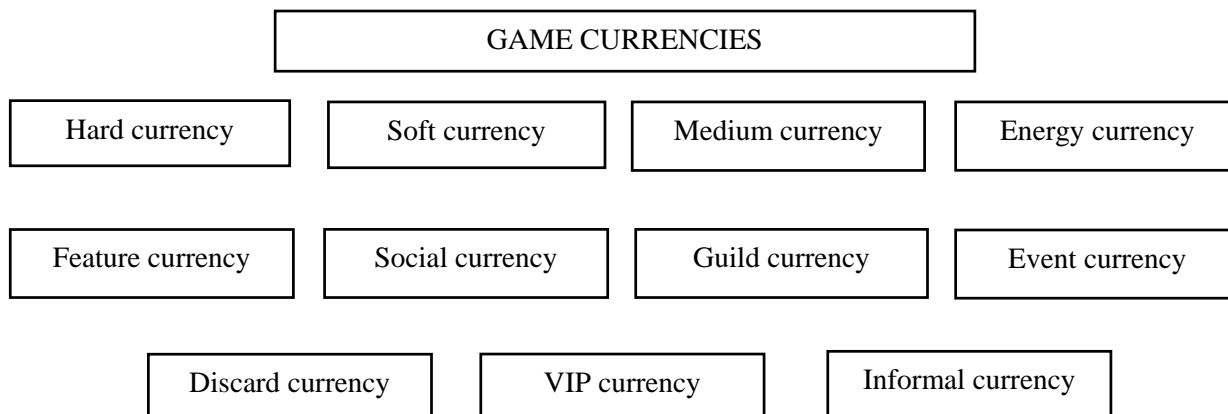 GAME CURRENCIES
Hard currency
Soft currency
Medium currency
Energy currency
Feature currency
Social currency
Guild currency
Event currency
Discard currency
VIP currency
Informal currency